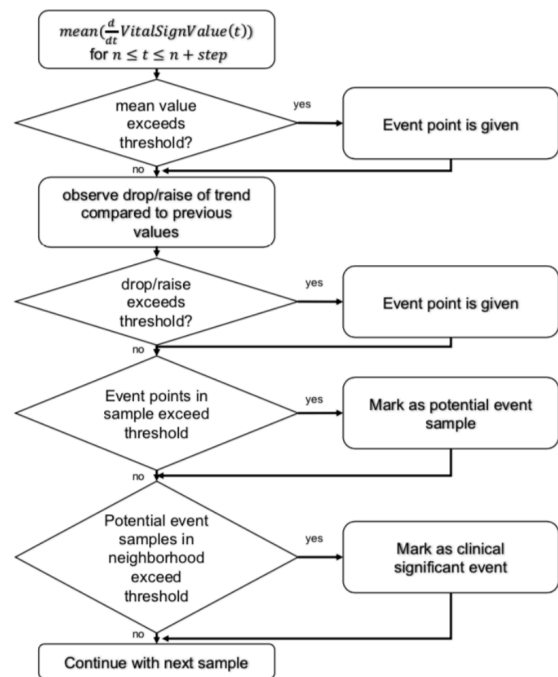 mean(d/dt VitalSignValue(t))
for n ≤ t ≤ n + step
mean value
exceeds
threshold?
yes
Event point is given
no
observe drop/raise of trend
compared to previous
values
drop/raise
exceeds
threshold?
yes
Event point is given
no
Event points in
sample exceed
threshold
yes
Mark as potential event
sample
no
Potential event
samples in
neighborhood
exceed
threshold
yes
Mark as clinical
significant event
no
Continue with next sample